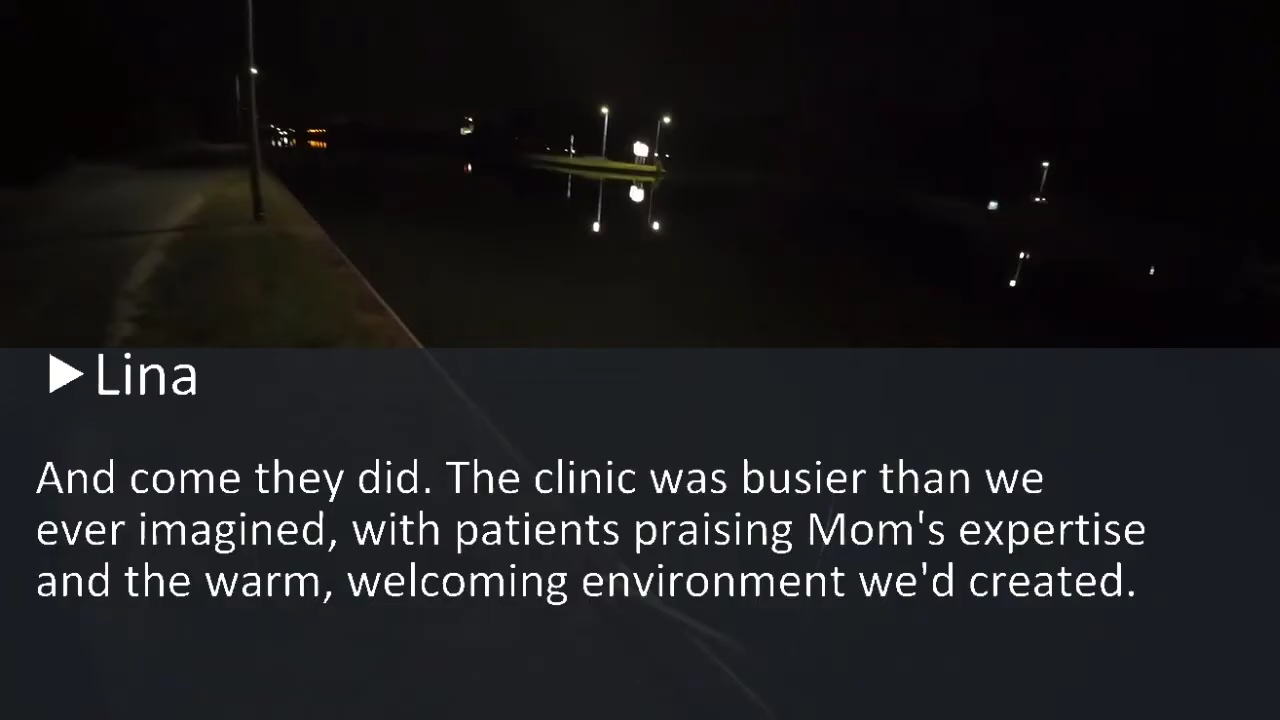 Lina
And come they did. The clinic was busier than we
ever imagined, with patients praising Mom's expertise
and the warm, welcoming environment we'd created.